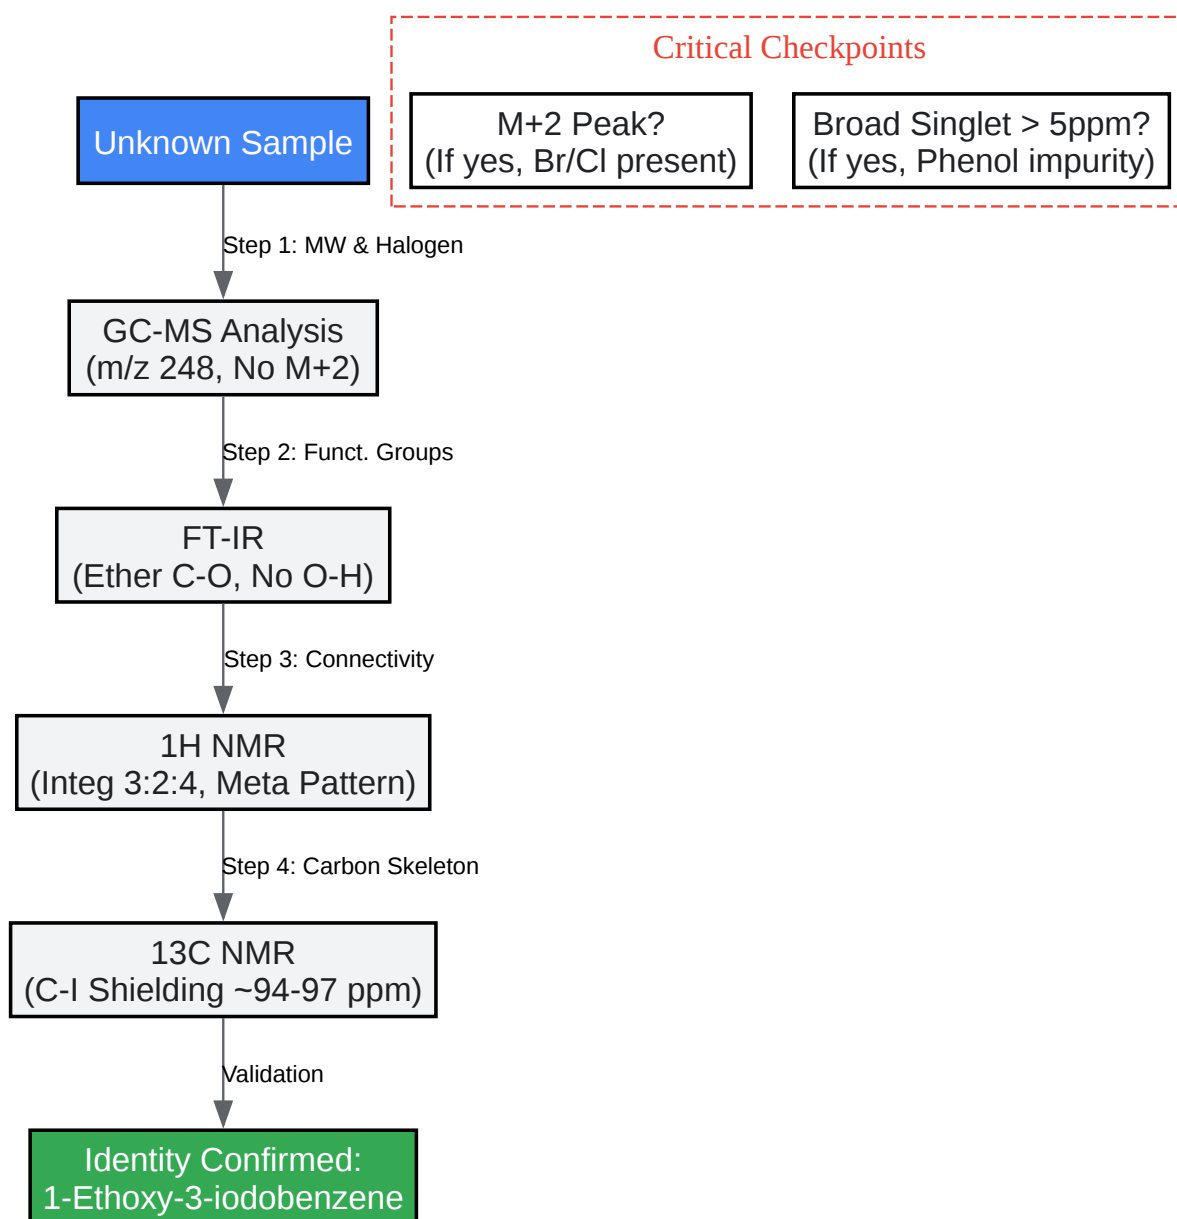 Critical Checkpoints
Unknown Sample
M+2 Peak?
(If yes, Br/Cl present)
Broad Singlet > 5ppm?
(If yes, Phenol impurity)
Step 1: MW & Halogen
GC-MS Analysis
(m/z 248, No M+2)
Step 2: Funct. Groups
FT-IR
(Ether C-O, No O-H)
Step 3: Connectivity
1H NMR
(Integ 3:2:4, Meta Pattern)
Step 4: Carbon Skeleton
13C NMR
(C-I Shielding ~94-97 ppm)
Validation
Identity Confirmed:
1-Ethoxy-3-iodobenzene